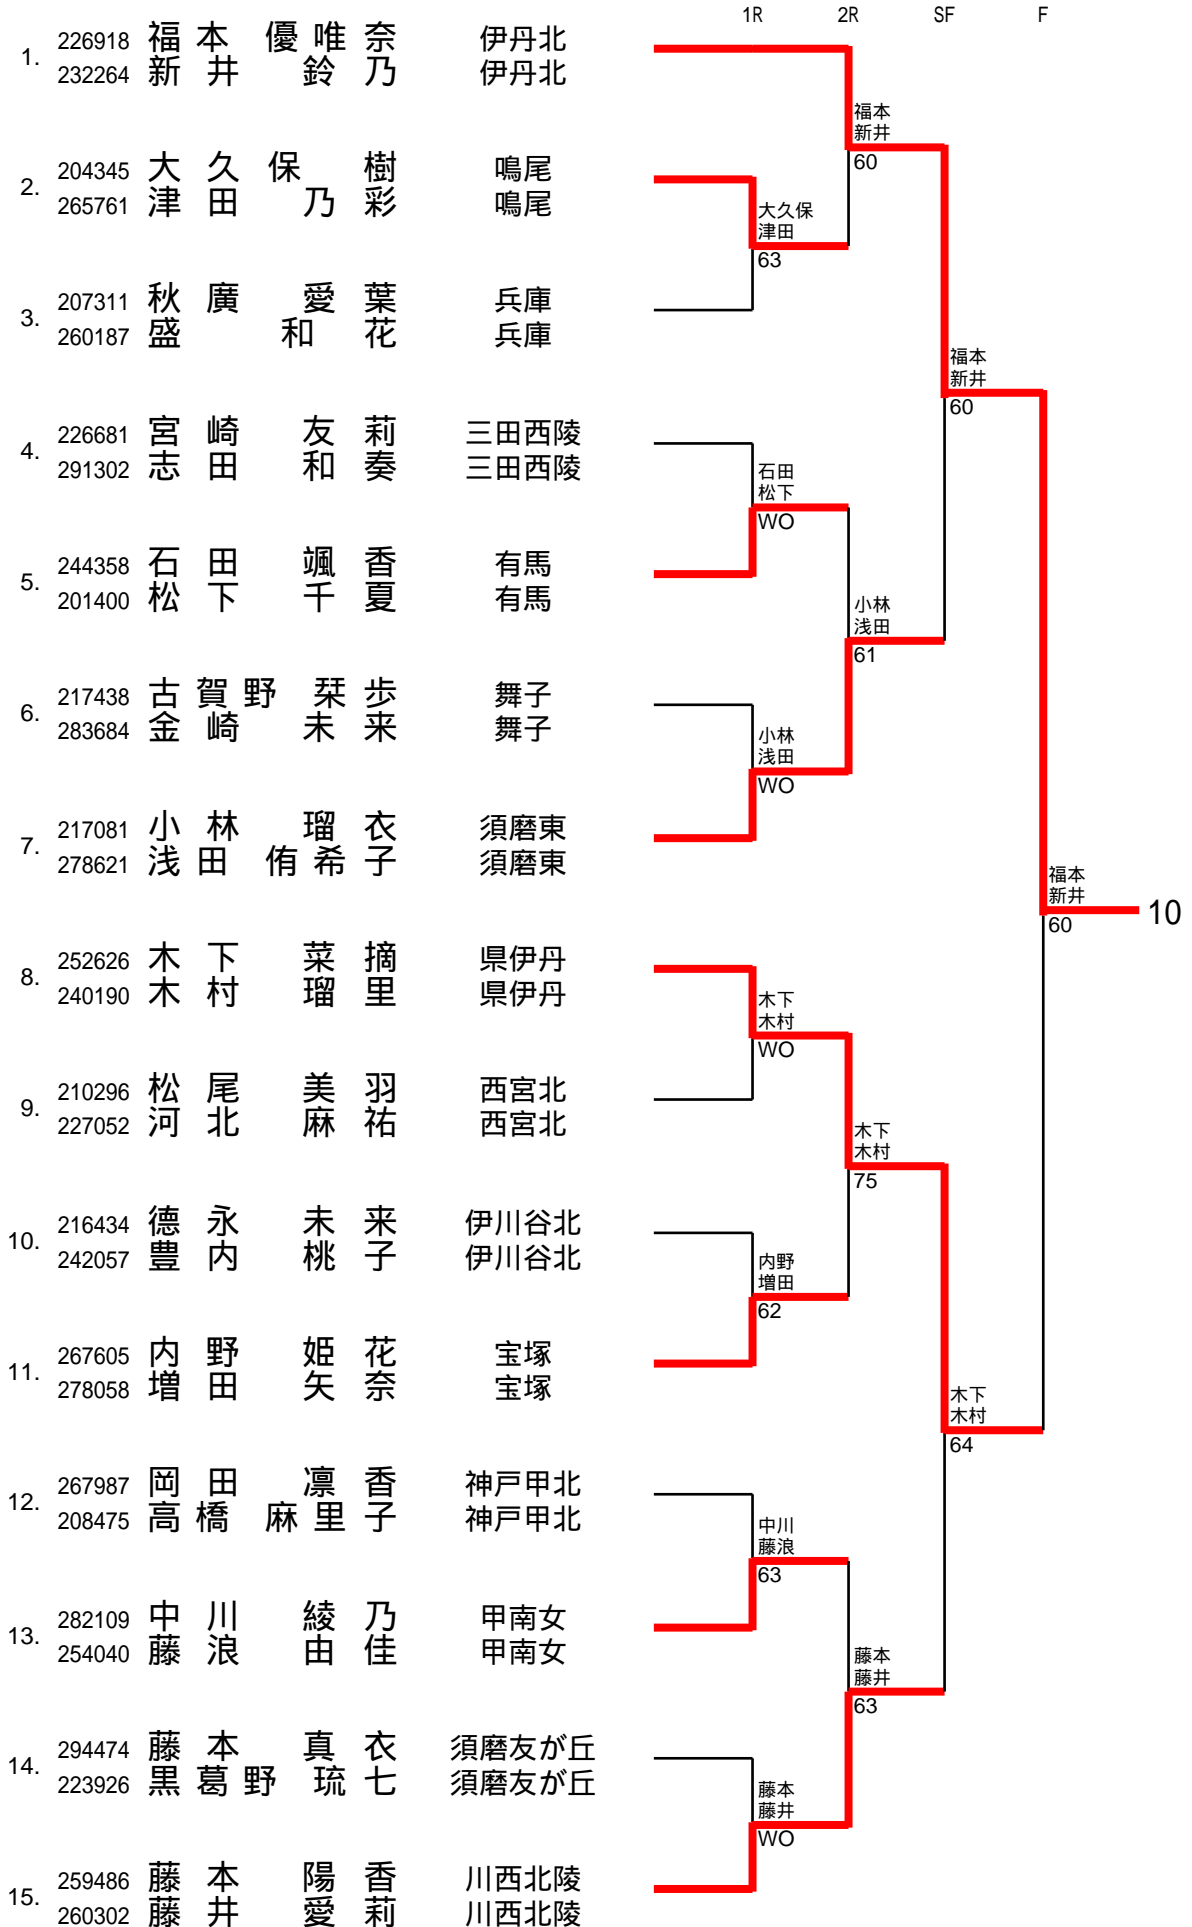 1R 2R SF F
1. 226918 福本 優唯奈 伊丹北
232264 新井 鈴乃 伊丹北
福本
新井
60
2. 204345 大久保 樹 鳴尾
265761 津田 乃彩 鳴尾
大久保
津田
63
3. 207311 秋廣 愛葉 兵庫
260187 盛 和花 兵庫
福本
新井
60
4. 226681 宮崎 友莉 三田西陵
291302 志田 和奏 三田西陵
石田
松下
WO
5. 244358 石田 颯香 有馬
201400 松下 千夏 有馬
小林
浅田
61
6. 217438 古賀野 栞歩 舞子
283684 金崎 未来 舞子
小林
浅田
WO
7. 217081 小林 瑠衣 須磨東
278621 浅田 侑希子 須磨東
福本
新井
60
10
8. 252626 木下 菜摘 県伊丹
240190 木村 瑠里 県伊丹
木下
木村
WO
9. 210296 松尾 美羽 西宮北
227052 河北 麻祐 西宮北
木下
木村
75
10. 216434 德永 未来 伊川谷北
242057 豊内 桃子 伊川谷北
内野
増田
62
11. 267605 内野 姫花 宝塚
278058 増田 矢奈 宝塚
木下
木村
64
12. 267987 岡田 凛香 神戸甲北
208475 高橋 麻里子 神戸甲北
中川
藤浪
63
13. 282109 中川 綾乃 甲南女
254040 藤浪 由佳 甲南女
藤本
藤井
63
14. 294474 藤本 真衣 須磨友が丘
223926 黒葛野 琉七 須磨友が丘
藤本
藤井
WO
15. 259486 藤本 陽香 川西北陵
260302 藤井 愛莉 川西北陵